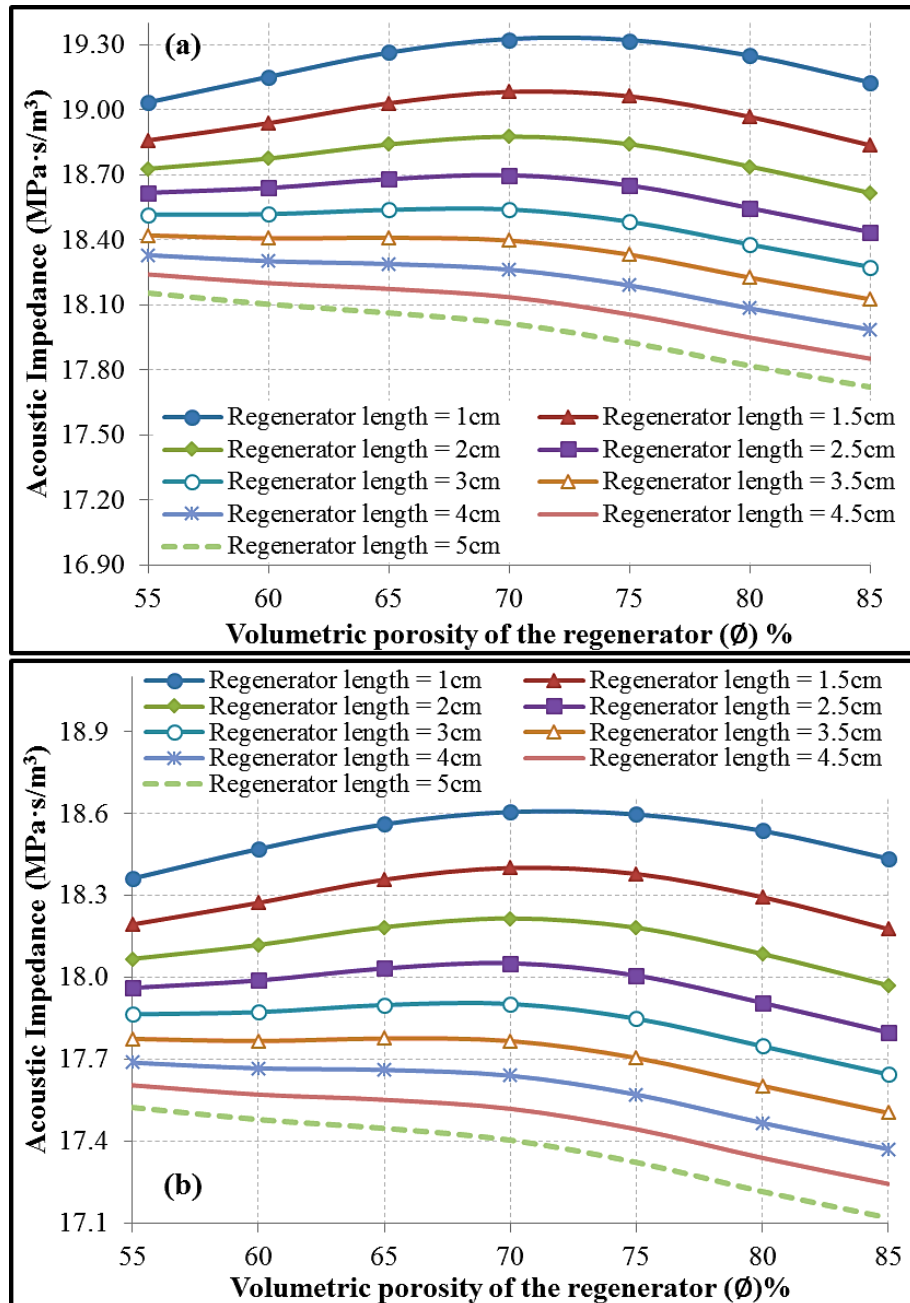 (a)
Acoustic Impedance (MPa·s/m³)
19.30
19.00
18.70
18.40
18.10
17.80
17.50
17.20
16.90
Regenerator length = 1cm
Regenerator length = 1.5cm
Regenerator length = 2cm
Regenerator length = 2.5cm
Regenerator length = 3cm
Regenerator length = 3.5cm
Regenerator length = 4cm
Regenerator length = 4.5cm
Regenerator length = 5cm
55 60 65 70 75 80 85
Volumetric porosity of the regenerator (Ø) %
Regenerator length = 1cm
Regenerator length = 1.5cm
Regenerator length = 2cm
Regenerator length = 2.5cm
Regenerator length = 3cm
Regenerator length = 3.5cm
Regenerator length = 4cm
Regenerator length = 4.5cm
Regenerator length = 5cm
Acoustic Impedance (MPa·s/m³)
18.9
18.6
18.3
18.0
17.7
17.4
17.1
(b)
55 60 65 70 75 80 85
Volumetric porosity of the regenerator (Ø)%